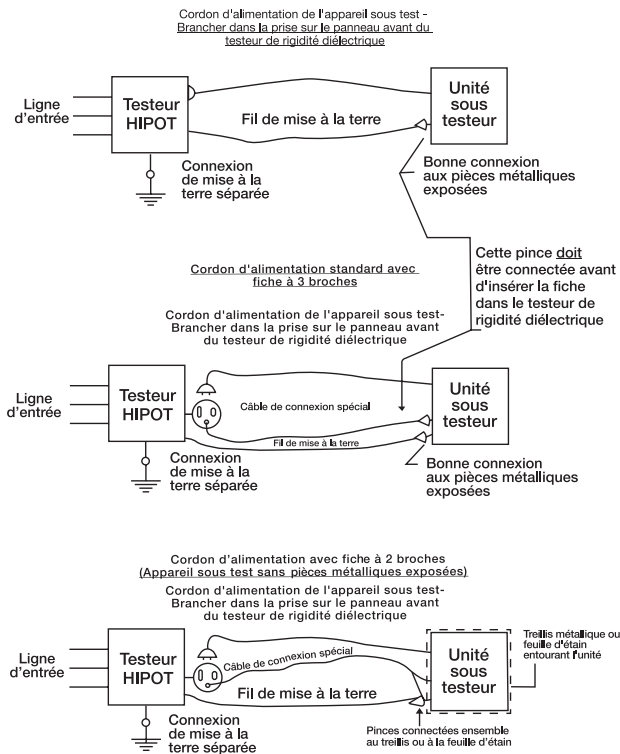 Cordon d'alimentation de l'appareil sous test -
Brancher dans la prise sur le panneau avant du
testeur de rigidité diélectrique
Ligne
d'entrée
Testeur
HIPOT
Fil de mise à la terre
Unité
sous
testeur
Connexion
de mise à la
terre séparée
Bonne connexion
aux pièces métalliques
exposées
Cette pince doit
être connectée avant
d'insérer la fiche
dans le testeur de
rigidité diélectrique
Cordon d'alimentation standard avec
fiche à 3 broches
Cordon d'alimentation de l'appareil sous test-
Brancher dans la prise sur le panneau avant
du testeur de rigidité diélectrique
Ligne
d'entrée
Testeur
HIPOT
Câble de connexion spécial
Fil de mise à la terre
Unité
sous
testeur
Connexion
de mise à la
terre séparée
Bonne connexion
aux pièces métalliques
exposées
Cordon d'alimentation avec fiche à 2 broches
(Appareil sous test sans pièces métalliques exposées)
Cordon d'alimentation de l'appareil sous test-
Brancher dans la prise sur le panneau avant
du testeur de rigidité diélectrique
Ligne
d'entrée
Testeur
HIPOT
Câble de connexion spécial
Fil de mise à la terre
Unité
sous
testeur
Treillis métallique ou
feuille d'étain
entourant l'unité
Connexion
de mise à la
terre séparée
Pinces connectées ensemble
au treillis ou à la feuille d'étain